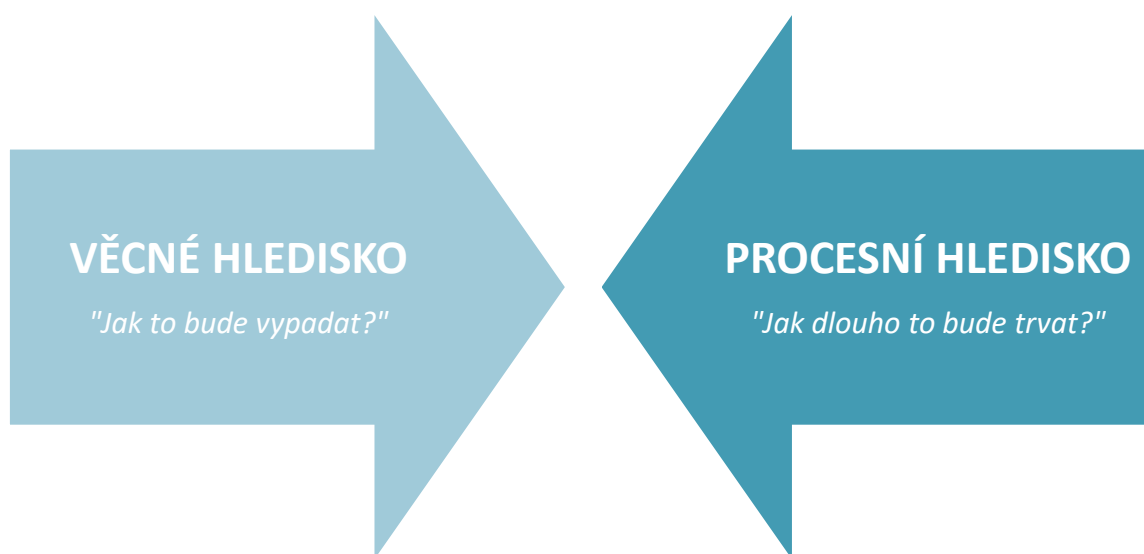 VĚCNÉ HLEDISKO
"Jak to bude vypadat?"
PROCESNÍ HLEDISKO
"Jak dlouho to bude trvat?"